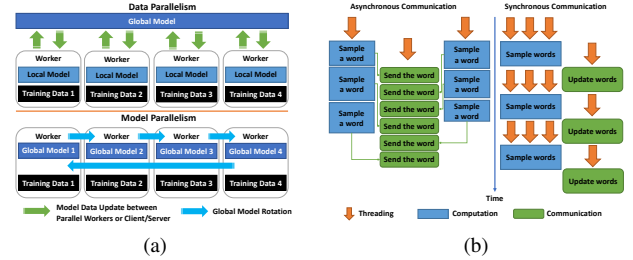 Data Parallelism
Global Model
Worker Worker Worker Worker
Local Model Local Model Local Model Local Model
Training Data 1 Training Data 2 Training Data 3 Training Data 4
Model Parallelism
Worker Worker Worker Worker
Global Model 1 Global Model 2 Global Model 3 Global Model 4
Training Data 1 Training Data 2 Training Data 3 Training Data 4
Model Data Update between
Parallel Workers or Client/Server
Global Model Rotation
(a)
Asynchronous Communication
Sample
a word
Sample
a word
Sample
a word
Send the word
Send the word
Send the word
Send the word
Send the word
Send the word
Sample
a word
Sample
a word
Sample
a word
Synchronous Communication
Sample words
Update words
Sample words
Update words
Sample words
Update words
Time
Threading Computation Communication
(b)